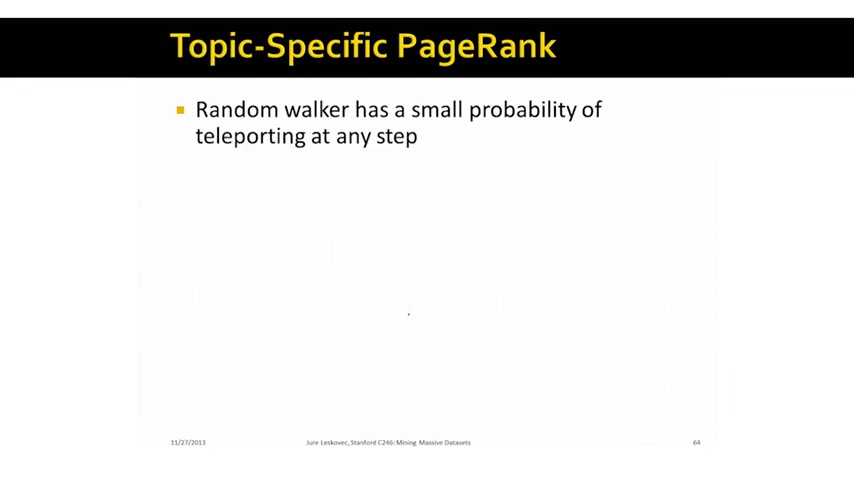 Topic-Specific PageRank
Random walker has a small probability of
teleporting at any step
11/27/2013
Jure Leskovec, Stanford C246: Mining Massive Datasets
64